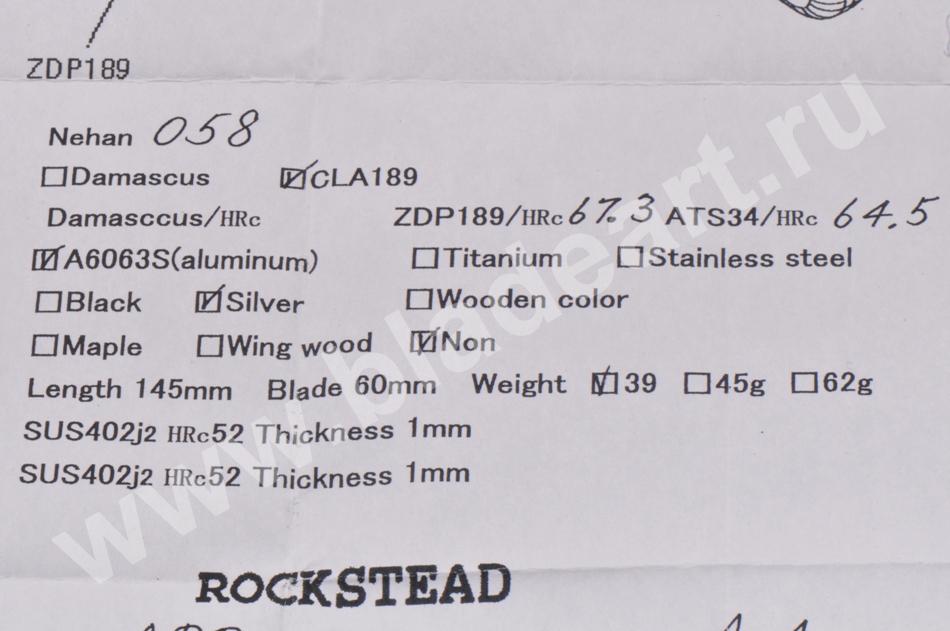 ZDP189
Nehan 058
□Damascus ☑CLA189
Damasccus/HRc ZDP189/HRc 67.3 ATS34/HRc 64.5
☑A6063S(aluminum) □Titanium □Stainless steel
□Black ☑Silver □Wooden color
□Maple □Wing wood ☑Non
Length 145mm Blade 60mm Weight ☑39 □45g □62g
SUS402j2 HRc52 Thickness 1mm
SUS402j2 HRc52 Thickness 1mm
ROCKSTEAD
www.bladeart.ru